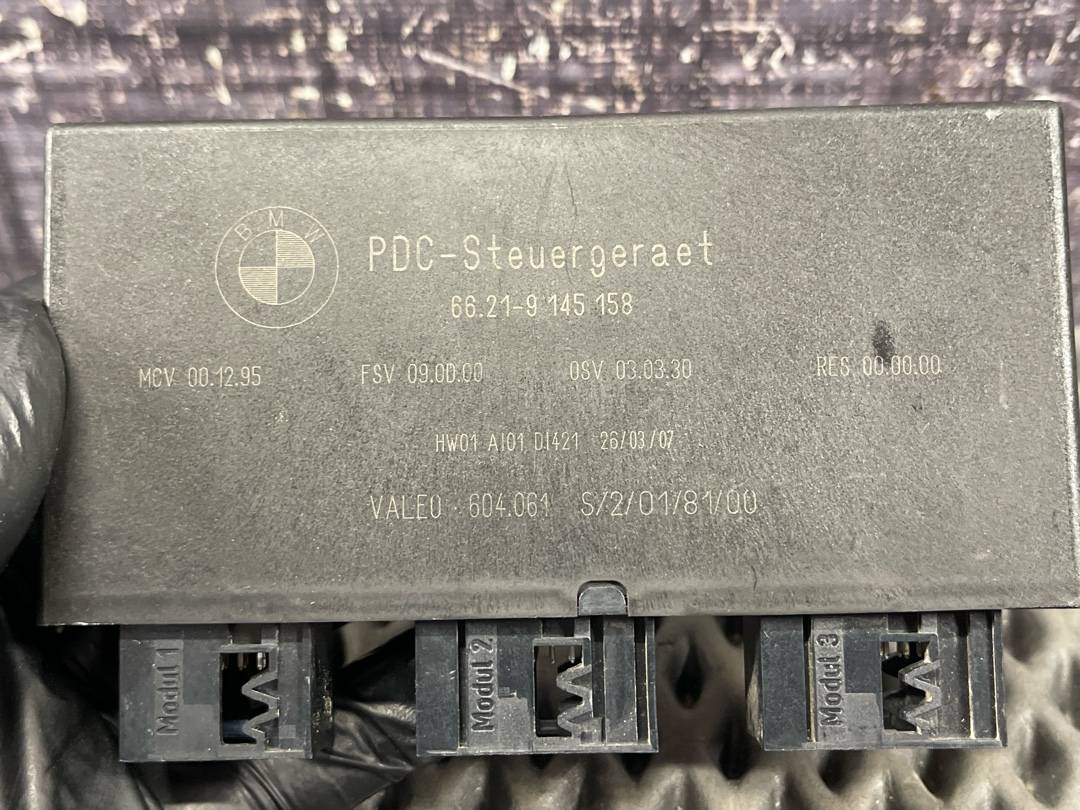 BMW
PDC-Steuergeraet
66.21-9 145 158
MCV 00.12.95 FSV 09.0D.00 OSV 03.03.30 RES 00.00.00
HW01 AI01 DI421 26/03/07
VALEO · 604.061 S/2/01/81/00
Modul 1 Modul 2 Modul 3